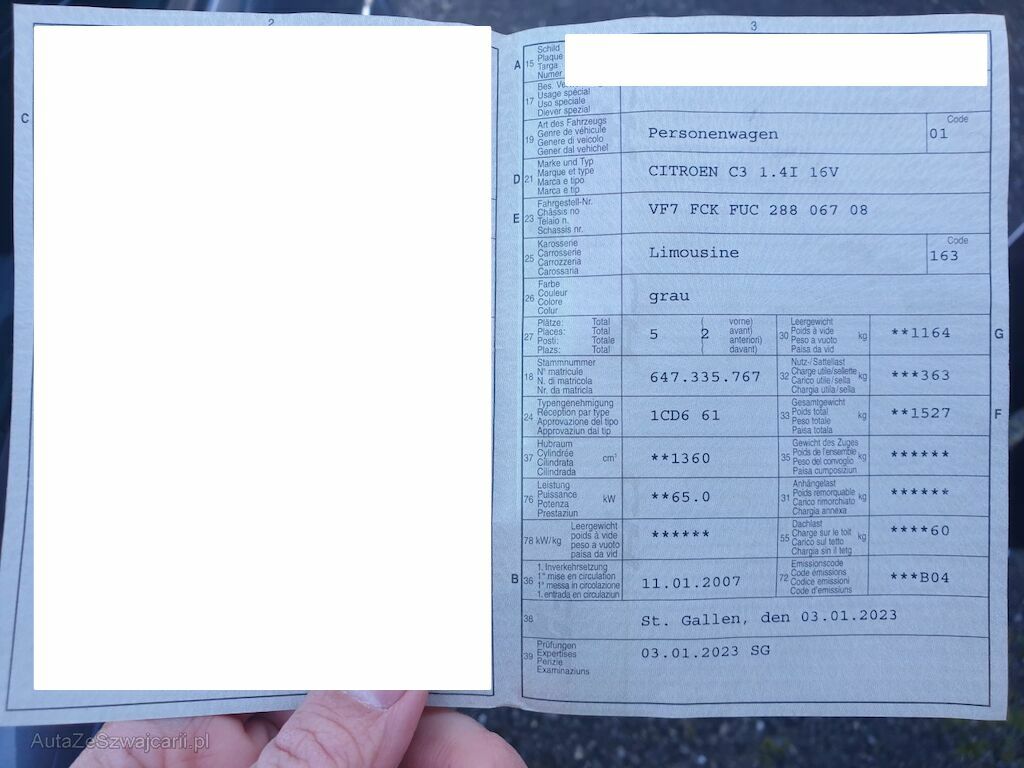 2
3
C
A 15 Schild
Plaque
Targa
Numer
17 Bes.
Usage spécial
Uso speciale
Diever spezial
19 Art des Fahrzeugs
Genre de véhicule
Genere di veicolo
Gener dal vehichel
Personenwagen
Code
01
D 21 Marke und Typ
Marque et type
Marca e tipo
Marca e tip
CITROEN C3 1.4I 16V
E 23 Fahrgestell-Nr.
Châssis no
Telaio n.
Schassis nr.
VF7 FCK FUC 288 067 08
25 Karosserie
Carrosserie
Carrozzeria
Carossaria
Limousine
Code
163
26 Farbe
Couleur
Colore
Colur
grau
27 Plätze: Total ( vorne)
Places: Total ( avant)
Posti: Totale ( anteriori)
Plazs: Total ( davant)
5 2
30 Leergewicht
Poids à vide
Peso a vuoto
Paisa da vid
kg
**1164
G
18 Stammnummer
N° matricule
N. di matricola
Nr. da matricla
647.335.767
32 Nutz-/Sattellast
Charge utile/sellette
Carico utile/sella
Chargia utila/sella
kg
***363
24 Typengenehmigung
Réception par type
Approvazione del tipo
Approvaziun dal tip
1CD6 61
33 Gesamtgewicht
Poids total
Peso totale
Paisa totala
kg
**1527
F
37 Hubraum
Cylindrée
Cilindrata
Cilindrada
cm³
**1360
35 Gewicht des Zuges
Poids de l'ensemble
Peso del convoglio
Paisa cumposiziun
kg
******
76 Leistung
Puissance
Potenza
Prestaziun
kW
**65.0
31 Anhängelast
Poids remorquable
Carico rimorchiato
Chargia annexa
kg
******
78 kW/kg
Leergewicht
poids à vide
peso a vuoto
paisa da vid
******
55 Dachlast
Charge sur le toit
Carico sul tetto
Chargia sin il tetg
kg
****60
B 36 1. Inverkehrsetzung
1re mise en circulation
1a messa in circolazione
1. entrada en circulaziun
11.01.2007
72 Emissionscode
Code émissions
Codice emissioni
Code d'emissiuns
***B04
38
St. Gallen, den 03.01.2023
39 Prüfungen
Expertises
Perizie
Examinaziuns
03.01.2023 SG
AutaZeSzwajcarii.pl